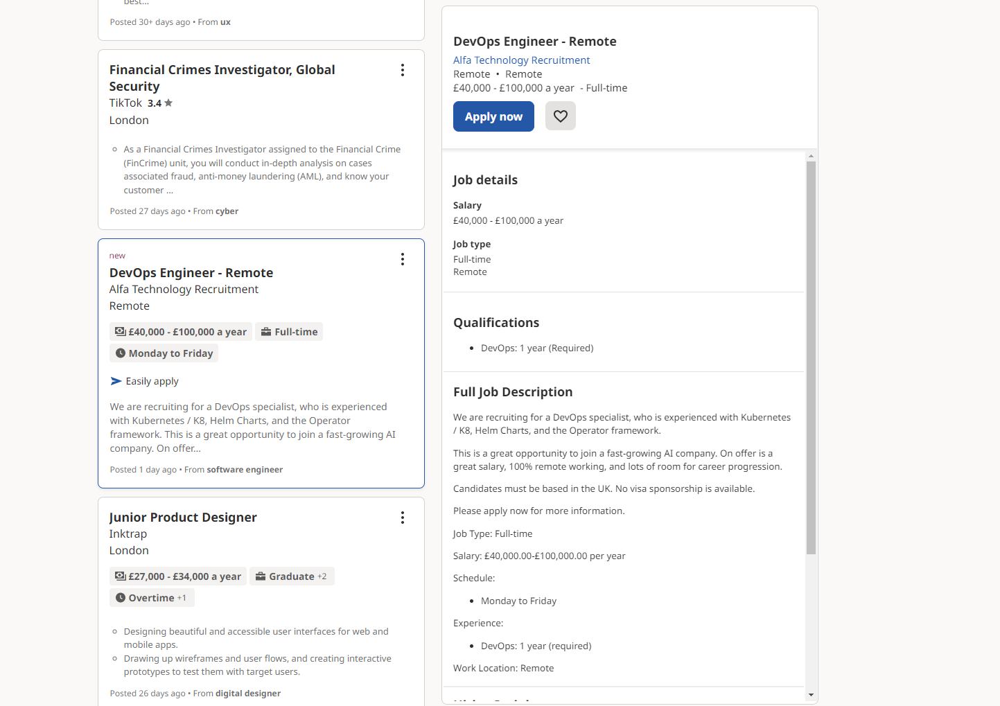 best...
Posted 30+ days ago • From ux
Financial Crimes Investigator, Global
Security
TikTok 3.4 ★
London
As a Financial Crimes Investigator assigned to the Financial Crime
(FinCrime) unit, you will conduct in-depth analysis on cases
associated fraud, anti-money laundering (AML), and know your
customer ...
Posted 27 days ago • From cyber
new
DevOps Engineer - Remote
Alfa Technology Recruitment
Remote
£40,000 - £100,000 a year
Full-time
Monday to Friday
Easily apply
We are recruiting for a DevOps specialist, who is experienced
with Kubernetes / K8, Helm Charts, and the Operator
framework. This is a great opportunity to join a fast-growing AI
company. On offer...
Posted 1 day ago • From software engineer
Junior Product Designer
Inktrap
London
£27,000 - £34,000 a year
Graduate +2
Overtime +1
Designing beautiful and accessible user interfaces for web and
mobile apps.
Drawing up wireframes and user flows, and creating interactive
prototypes to test them with target users.
Posted 26 days ago • From digital designer
DevOps Engineer - Remote
Alfa Technology Recruitment
Remote • Remote
£40,000 - £100,000 a year - Full-time
Apply now
Job details
Salary
£40,000 - £100,000 a year
Job type
Full-time
Remote
Qualifications
• DevOps: 1 year (Required)
Full Job Description
We are recruiting for a DevOps specialist, who is experienced with Kubernetes
/ K8, Helm Charts, and the Operator framework.
This is a great opportunity to join a fast-growing AI company. On offer is a
great salary, 100% remote working, and lots of room for career progression.
Candidates must be based in the UK. No visa sponsorship is available.
Please apply now for more information.
Job Type: Full-time
Salary: £40,000.00-£100,000.00 per year
Schedule:
• Monday to Friday
Experience:
• DevOps: 1 year (required)
Work Location: Remote